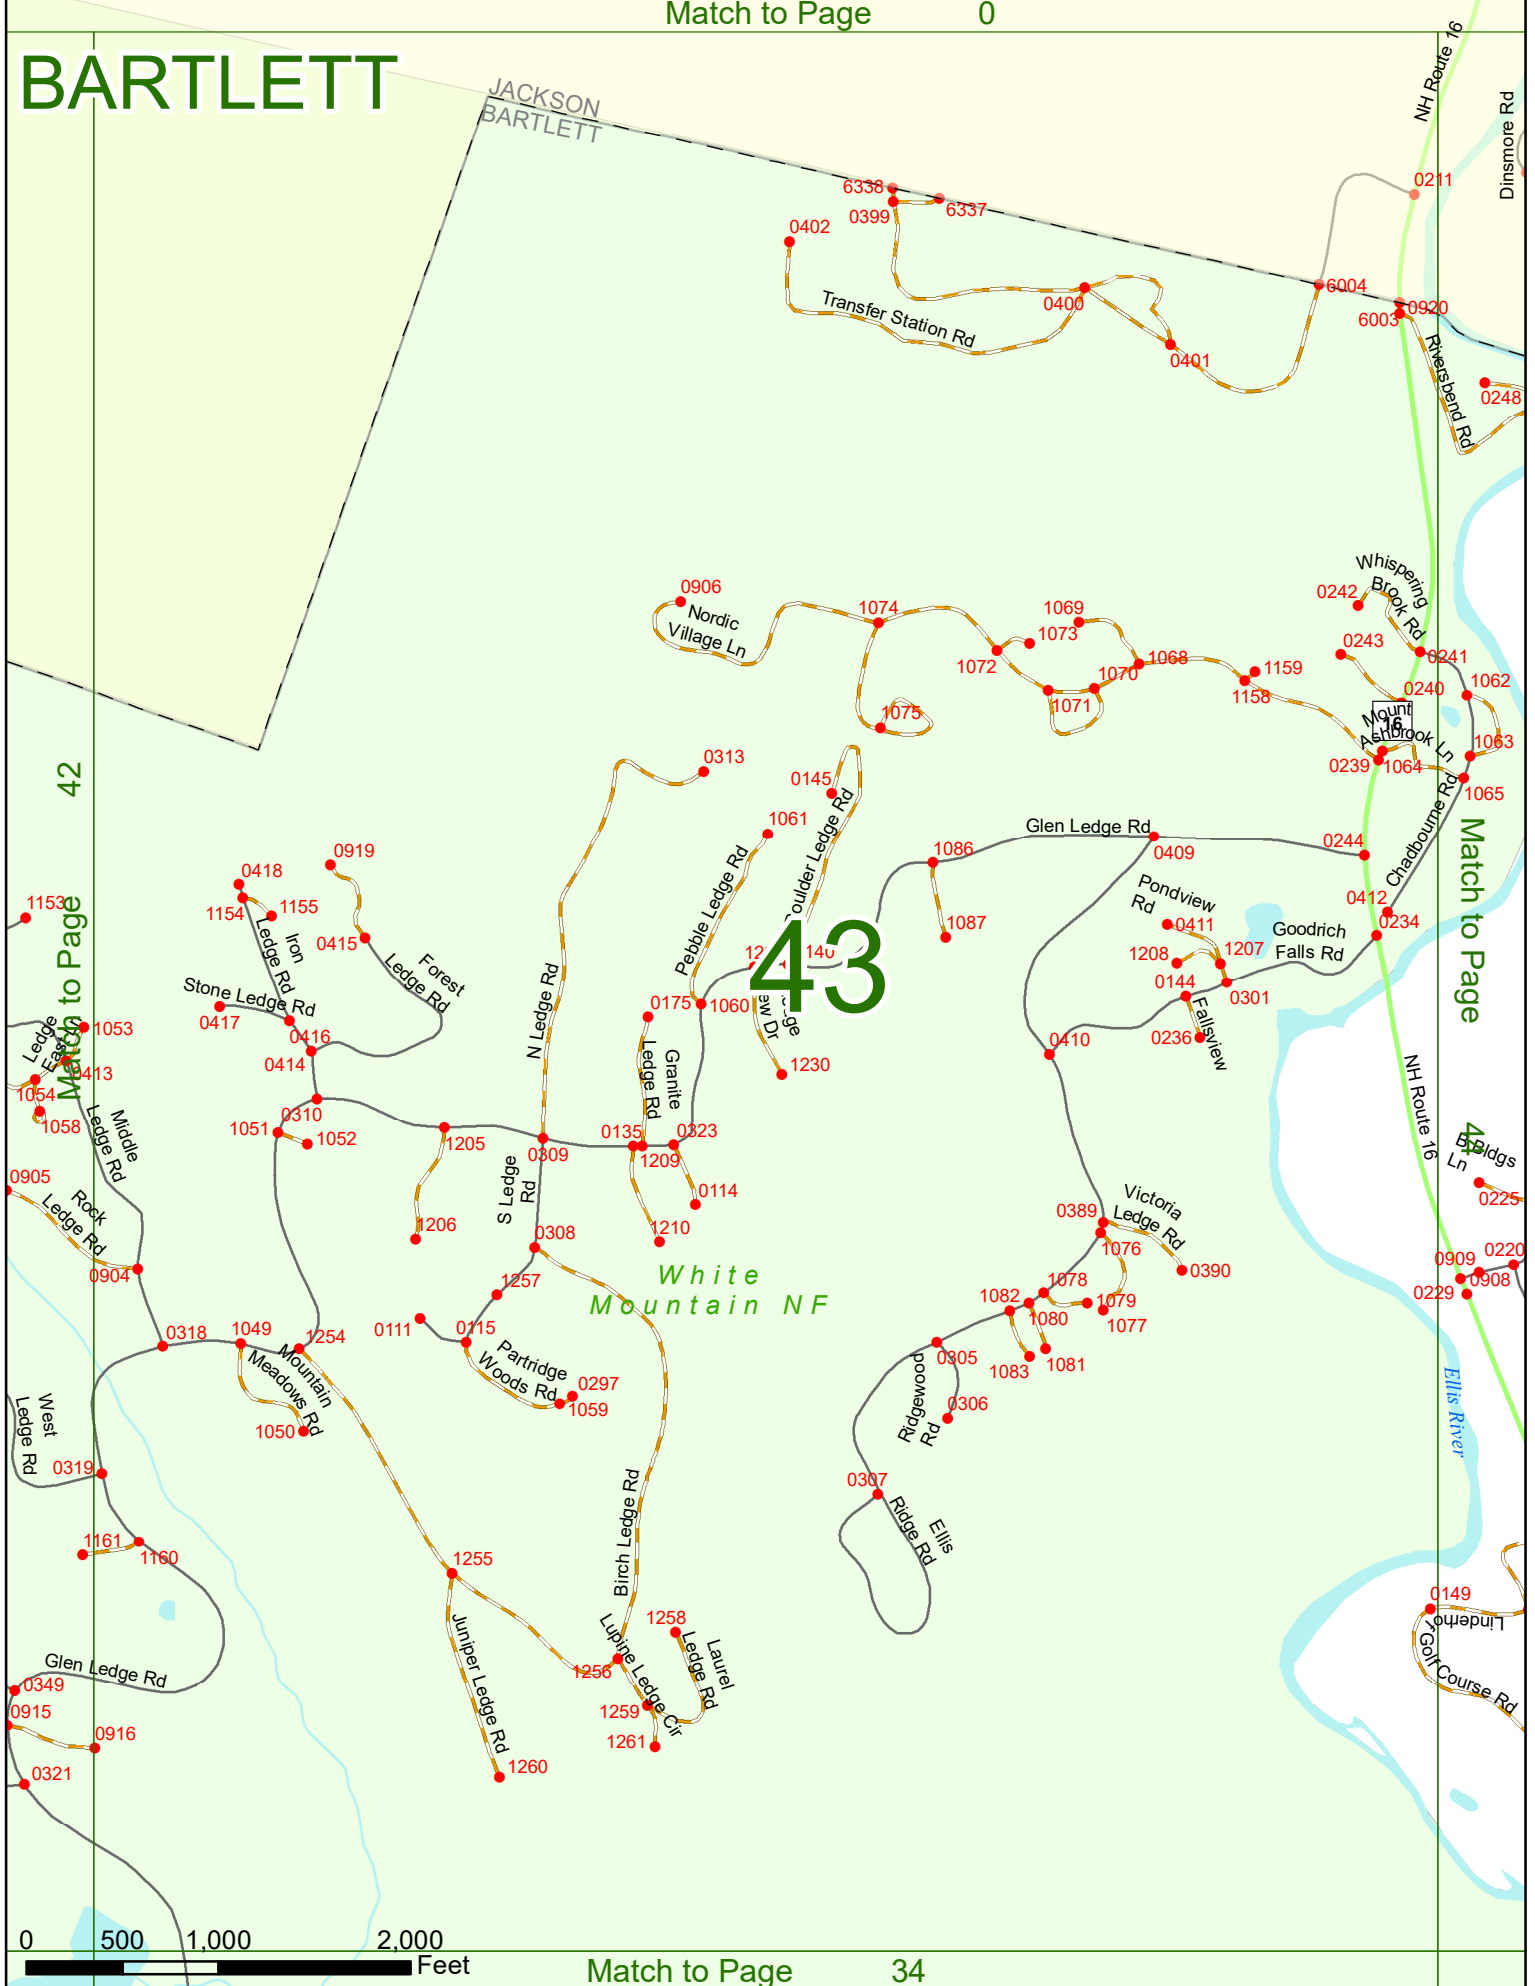 Match to Page 0
BARTLETT
JACKSON
BARTLETT
NH Route 16
Dinsmore Rd
0211
6338
0399
6337
0402
6004
0400
0920
6003
Transfer Station Rd
0401
Riversbend Rd
0248
Whispering
Brook Rd
0242
0906
Nordic
Village Ln
1074
1069
1073
1072
0243
0241
1068
1159
1158
1070
1071
0240
1062
1075
Mount
16
Ashbrook Ln
0239
1064
1063
1065
0313
0145
1061
Glen Ledge Rd
0409
0244
Chadbourne Rd
1086
42
Match to Page
Match to Page
0919
0418
1154
1155
1153
Iron
Ledge Rd
0415
Forest
Ledge Rd
Pebble Ledge Rd
1087
Pondview
Rd
0411
0412
0234
Goodrich
Falls Rd
1208
1207
43
140
N Ledge Rd
Stone Ledge Rd
0417
0416
0414
0175
1060
0144
0301
0236
Fallsview
1053
Ledge
0413
1054
1058
Middle
Ledge Rd
0310
1051
1052
Granite
Ledge Rd
1230
0410
NH Route 16
1205
0309
0135
1209
0323
B Bldgs
Ln
0225
0905
Rock
Ledge Rd
0904
S Ledge
Rd
0114
1206
1210
0308
Victoria
Ledge Rd
0389
1076
0390
0909
0908
0220
0229
White
Mountain NF
1257
1078
1082
1080
1079
1077
0111
0115
0318
1049
1254
Mountain
Meadows Rd
Partridge
Woods Rd
0297
1059
0305
1083
1081
Ridgewood
Rd
0306
1050
West
Ledge Rd
Ellis River
0319
0307
Ellis
Ridge Rd
1161
1160
Birch Ledge Rd
1255
1258
0149
Linderhof
Golf Course Rd
Juniper Ledge Rd
Lupine Ledge Cir
Laurel
Ledge Rd
1256
Glen Ledge Rd
0349
0915
0916
1259
1261
1260
0321
0 500 1,000 2,000
Feet
Match to Page 34